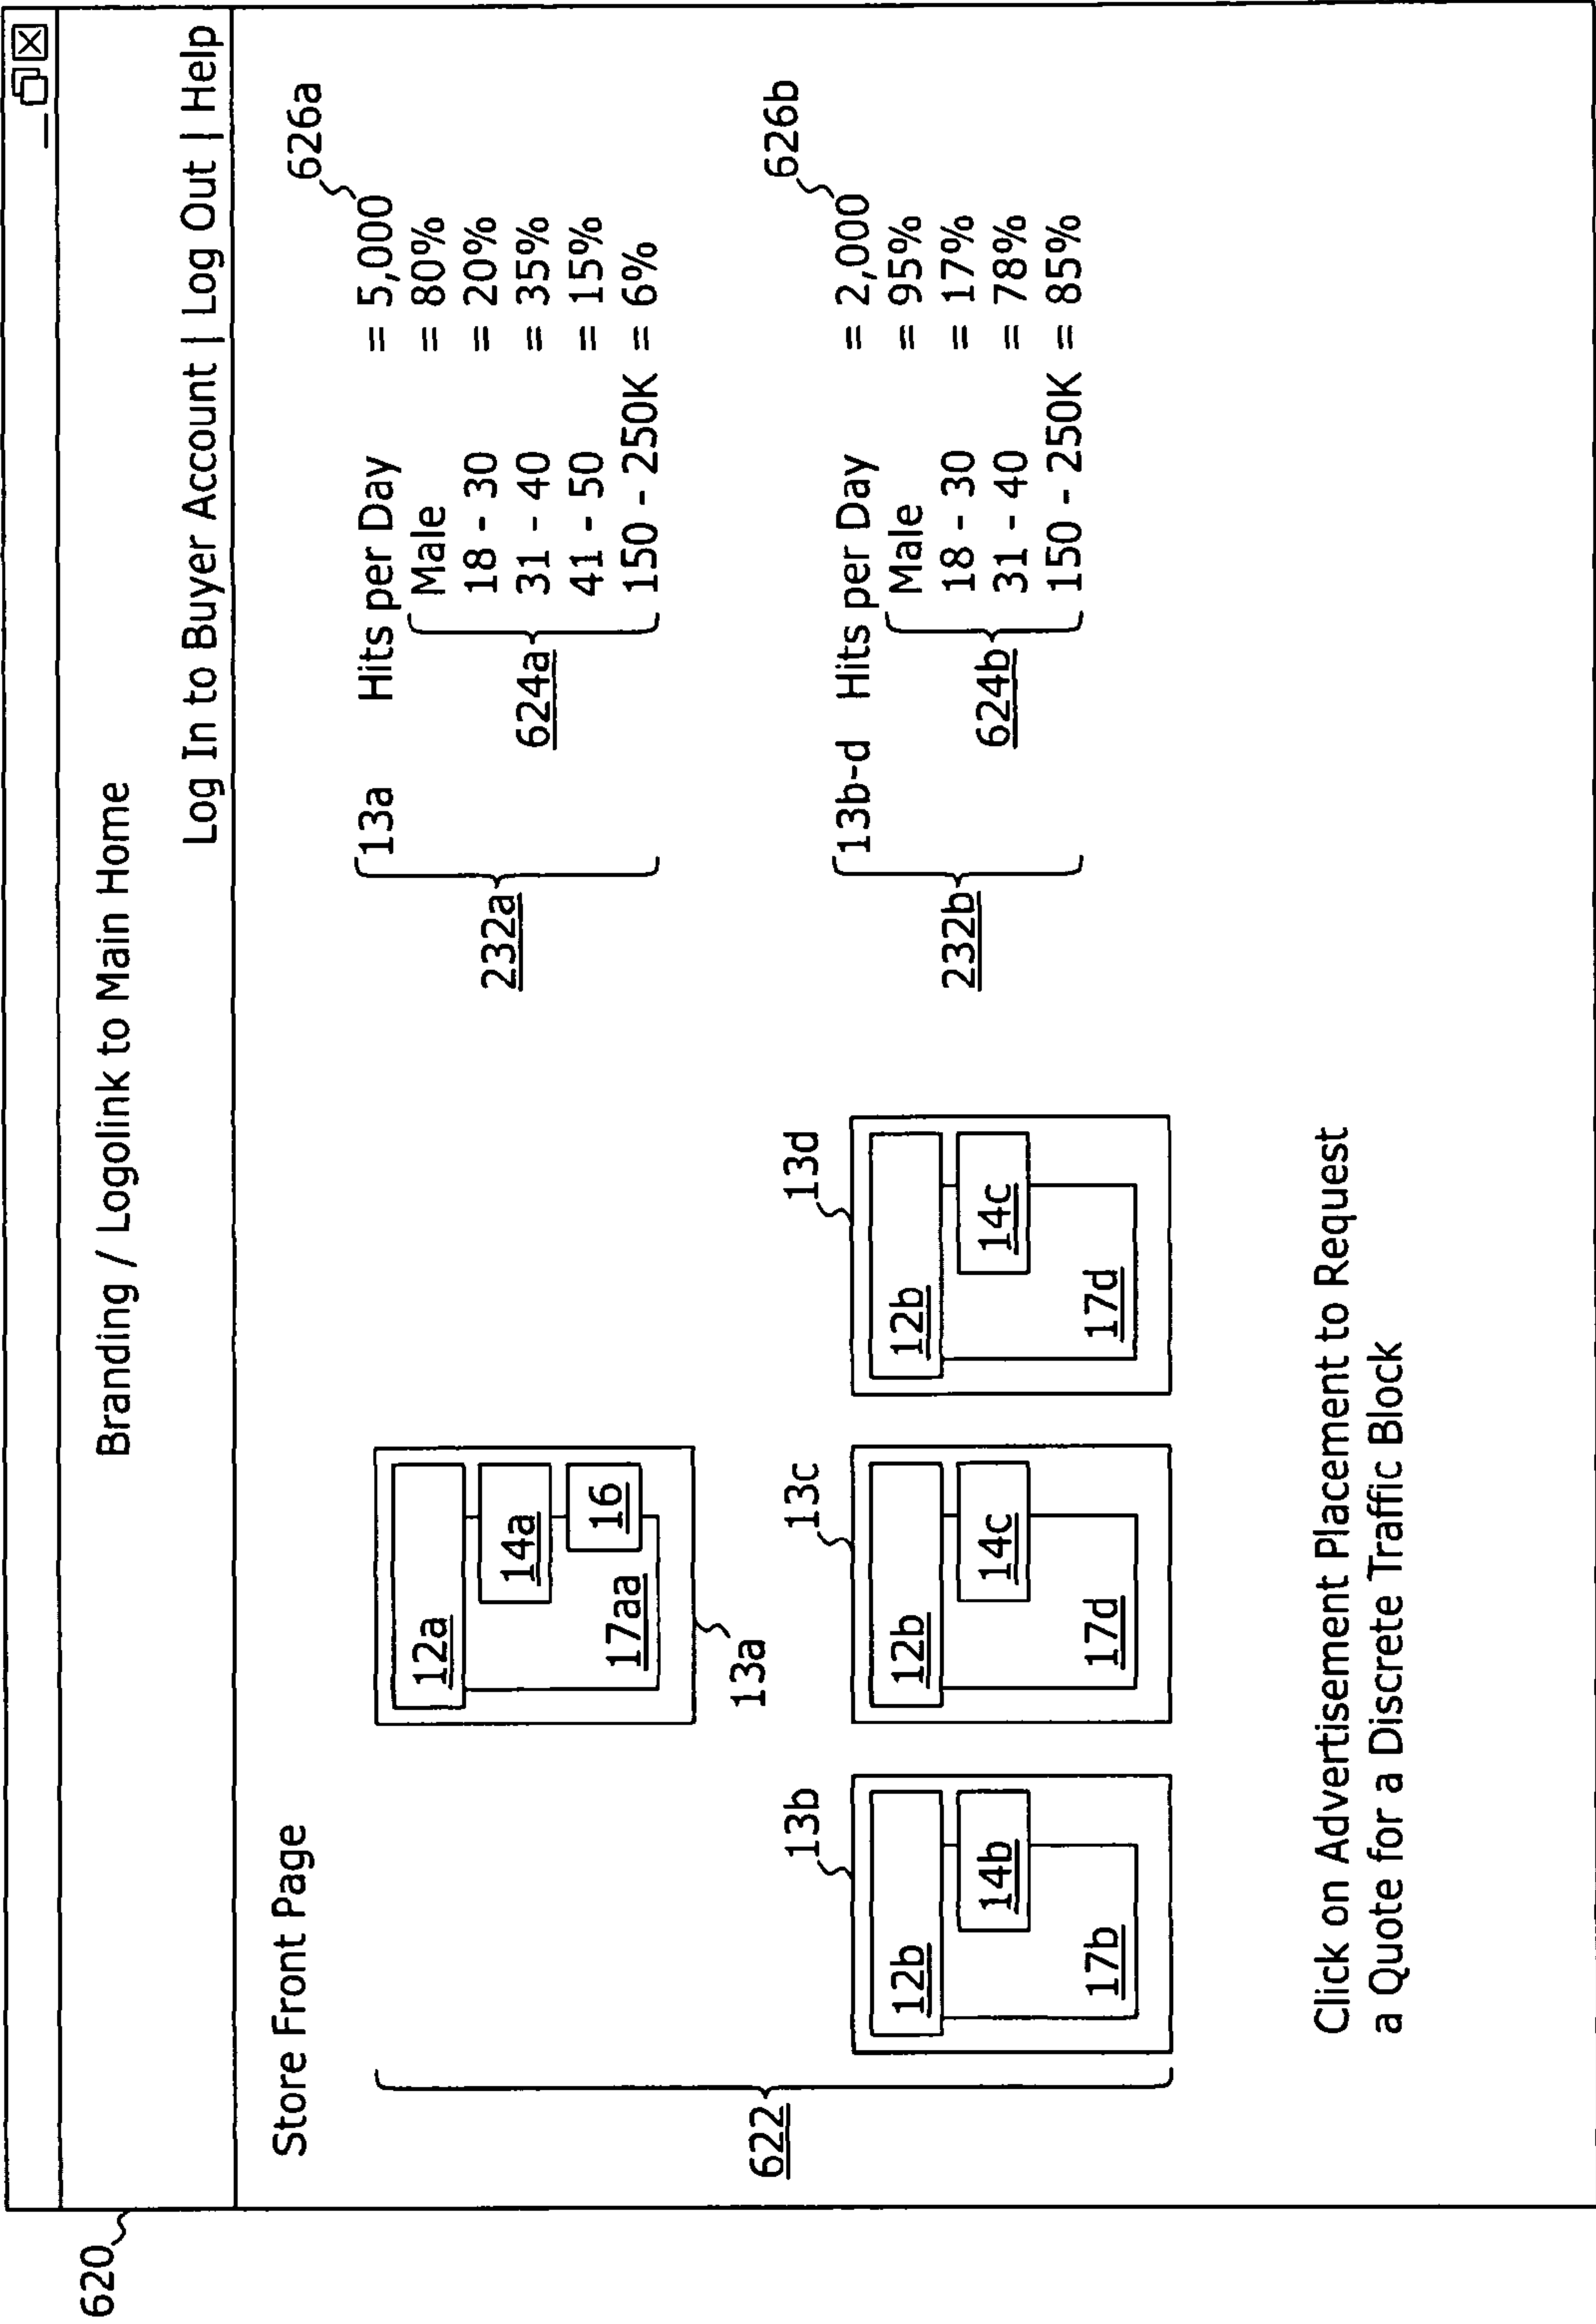 620
Branding / Logolink to Main Home
Log In to Buyer Account | Log Out | Help
Store Front Page
622
12a
14a
16
17aa
13a
13b
12b
14b
17b
13c
12b
14c
17d
13d
12b
14c
17d
232a
13a Hits per Day = 5,000
626a
624a
Male = 80%
18 - 30 = 20%
31 - 40 = 35%
41 - 50 = 15%
150 - 250K = 6%
232b
13b-d Hits per Day = 2,000
626b
624b
Male = 95%
18 - 30 = 17%
31 - 40 = 78%
150 - 250K = 85%
Click on Advertisement Placement to Request
a Quote for a Discrete Traffic Block